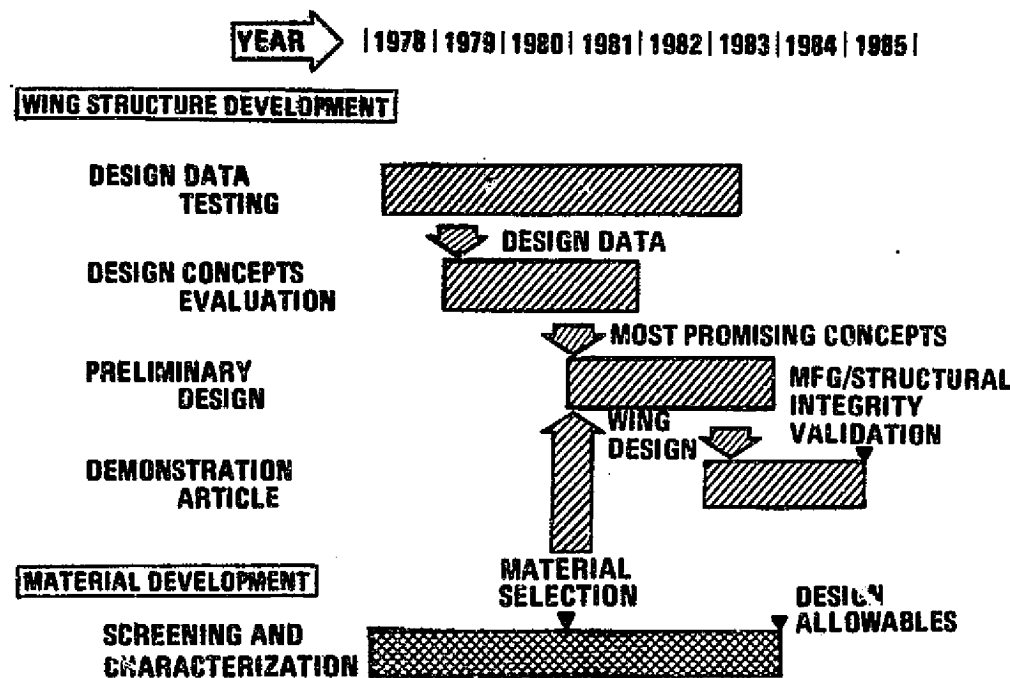 YEAR
|1978|1979|1980|1981|1982|1983|1984|1985|
WING STRUCTURE DEVELOPMENT
DESIGN DATA
TESTING
DESIGN DATA
DESIGN CONCEPTS
EVALUATION
MOST PROMISING CONCEPTS
PRELIMINARY
DESIGN
MFG/STRUCTURAL
INTEGRITY
VALIDATION
WING
DESIGN
DEMONSTRATION
ARTICLE
MATERIAL DEVELOPMENT
MATERIAL
SELECTION
DESIGN
ALLOWABLES
SCREENING AND
CHARACTERIZATION